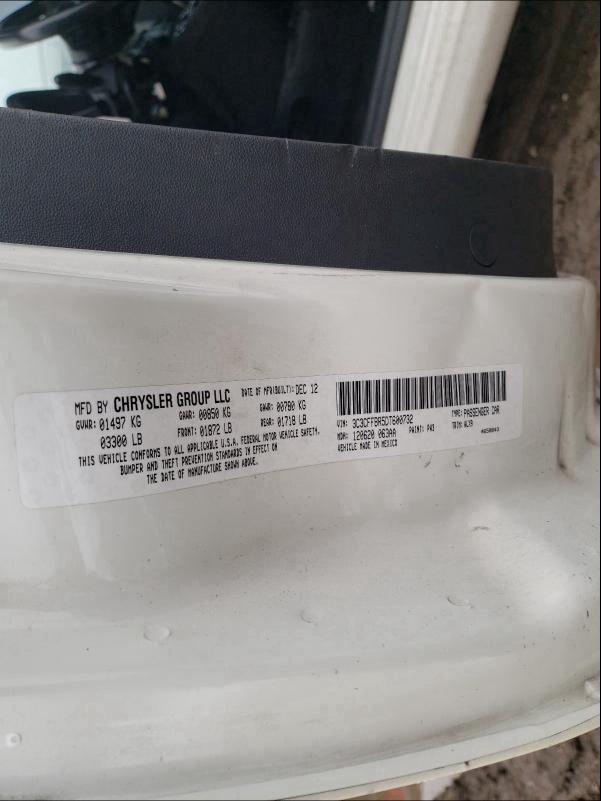 MFD BY CHRYSLER GROUP LLC DATE OF MFR(BUILT): DEC 12
GVWR: 01497 KG GAWR: 00850 KG GAWR: 00780 KG
03300 LB FRONT: 01872 LB REAR: 01718 LB
THIS VEHICLE CONFORMS TO ALL APPLICABLE U.S.A. FEDERAL MOTOR VEHICLE SAFETY,
BUMPER AND THEFT PREVENTION STANDARDS IN EFFECT ON
THE DATE OF MANUFACTURE SHOWN ABOVE.
VIN: 3C3CFFBR5DT600732 TYPE: PASSENGER CAR
MDH: 120620 063AA PAINT: PW3 TRIM: ALX9
VEHICLE MADE IN MEXICO